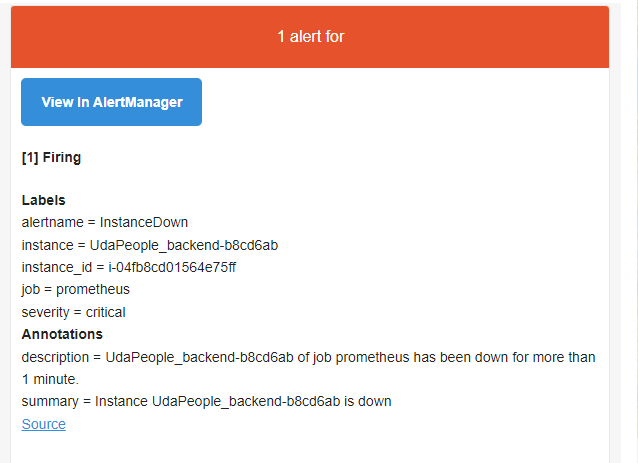 1 alert for
View in AlertManager
[1] Firing
Labels
alertname = InstanceDown
instance = UdaPeople_backend-b8cd6ab
instance_id = i-04fb8cd01564e75ff
job = prometheus
severity = critical
Annotations
description = UdaPeople_backend-b8cd6ab of job prometheus has been down for more than
1 minute.
summary = Instance UdaPeople_backend-b8cd6ab is down
Source